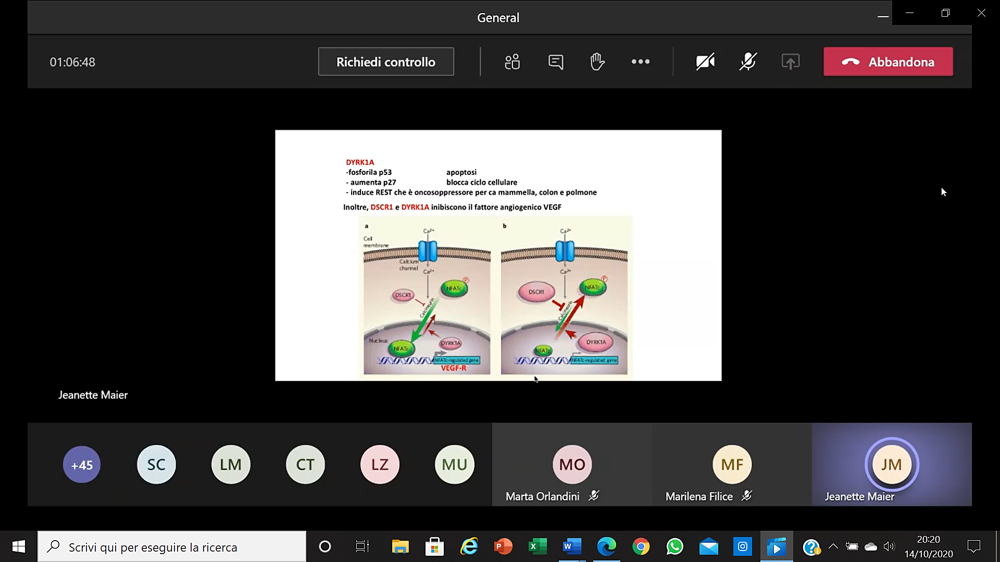 General
01:06:48
Richiedi controllo
Abbandona
DYRK1A
-fosforila p53 apoptosi
- aumenta p27 blocca ciclo cellulare
- induce REST che è oncosoppressore per ca mammella, colon e polmone
Inoltre, DSCR1 e DYRK1A inibiscono il fattore angiogenico VEGF
a
Ca²⁺
Cell
membrane
Calcium
channel
Ca²⁺
NFATc
P
DSCR1
Calcineurin
Nucleus
NFATc
DYRK1A
NFATc-regulated gene
VEGF-R
b
Ca²⁺
Ca²⁺
DSCR1
NFATc
P
Calcineurin
DYRK1A
NFATc
NFATc-regulated gene
Jeanette Maier
+45
SC
LM
CT
LZ
MU
MO
Marta Orlandini
MF
Marilena Filice
JM
Jeanette Maier
Scrivi qui per eseguire la ricerca
20:20
14/10/2020